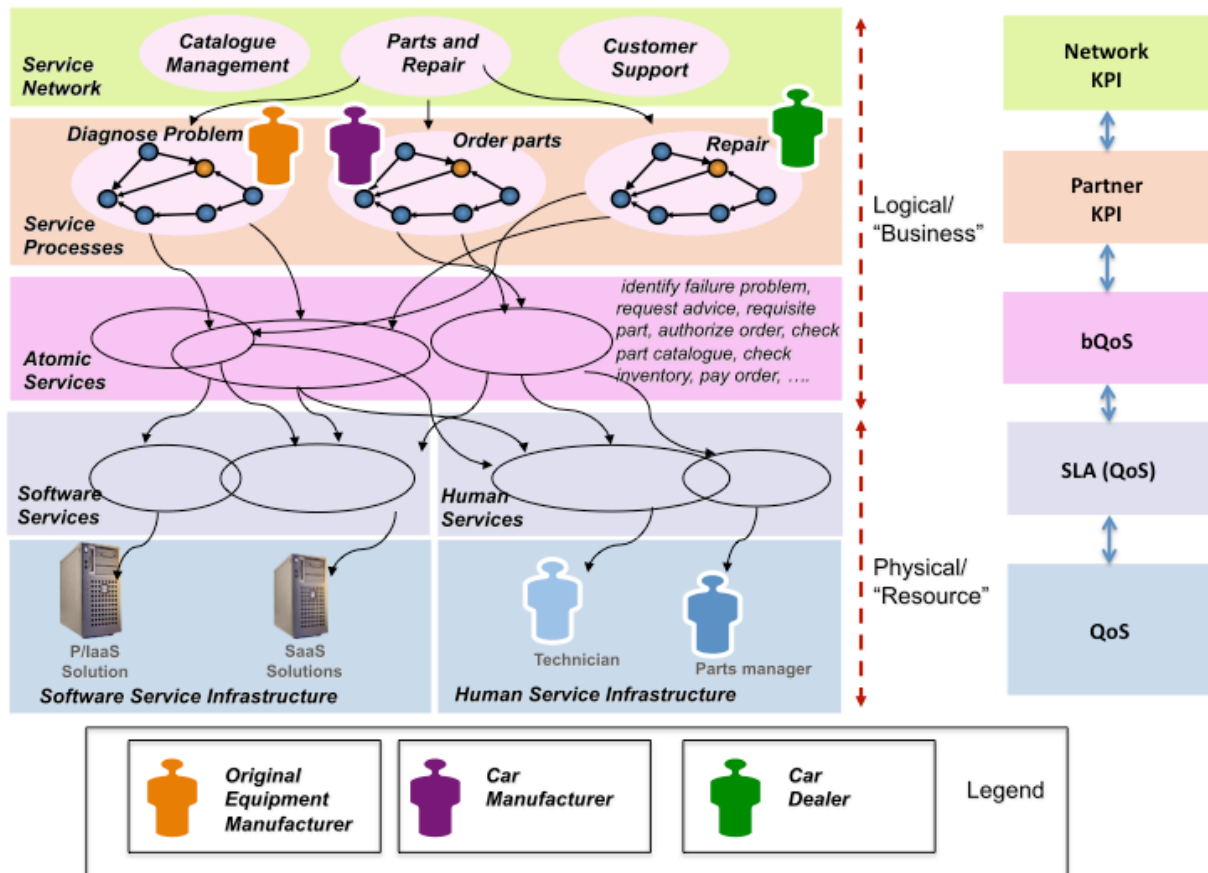 Catalogue
Management
Parts and
Repair
Customer
Support
Service
Network
Diagnose Problem
Order parts
Repair
Service
Processes
identify failure problem,
request advice, requisite
part, authorize order, check
part catalogue, check
inventory, pay order, ....
Atomic
Services
Software
Services
Human
Services
P/IaaS
Solution
SaaS
Solutions
Technician
Parts manager
Software Service Infrastructure
Human Service Infrastructure
Logical/
“Business”
Physical/
“Resource”
Network
KPI
Partner
KPI
bQoS
SLA (QoS)
QoS
Original
Equipment
Manufacturer
Car
Manufacturer
Car
Dealer
Legend